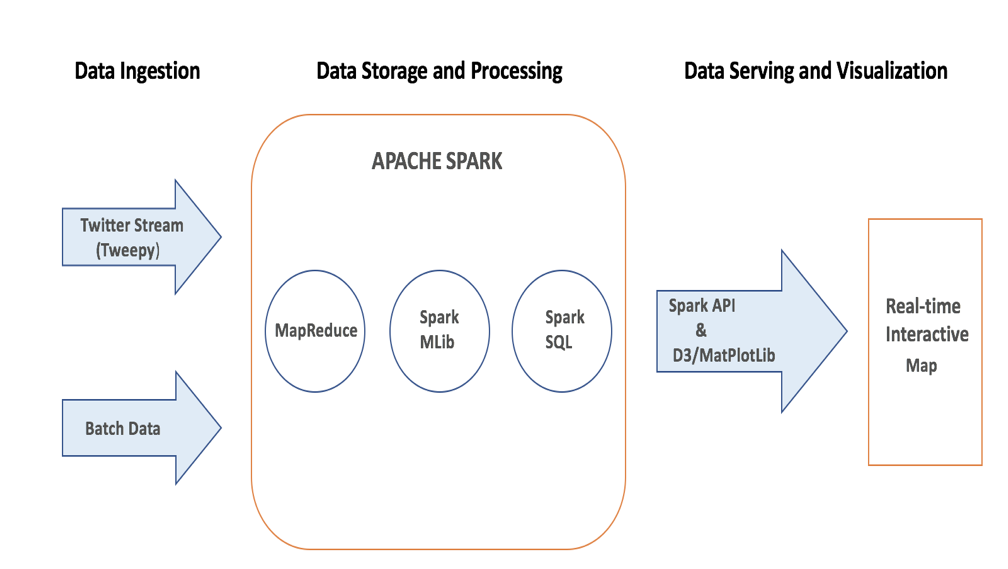 Data Ingestion
Data Storage and Processing
Data Serving and Visualization
APACHE SPARK
Twitter Stream
(Tweepy)
Batch Data
MapReduce
Spark
MLib
Spark
SQL
Spark API
&
D3/MatPlotLib
Real-time
Interactive
Map